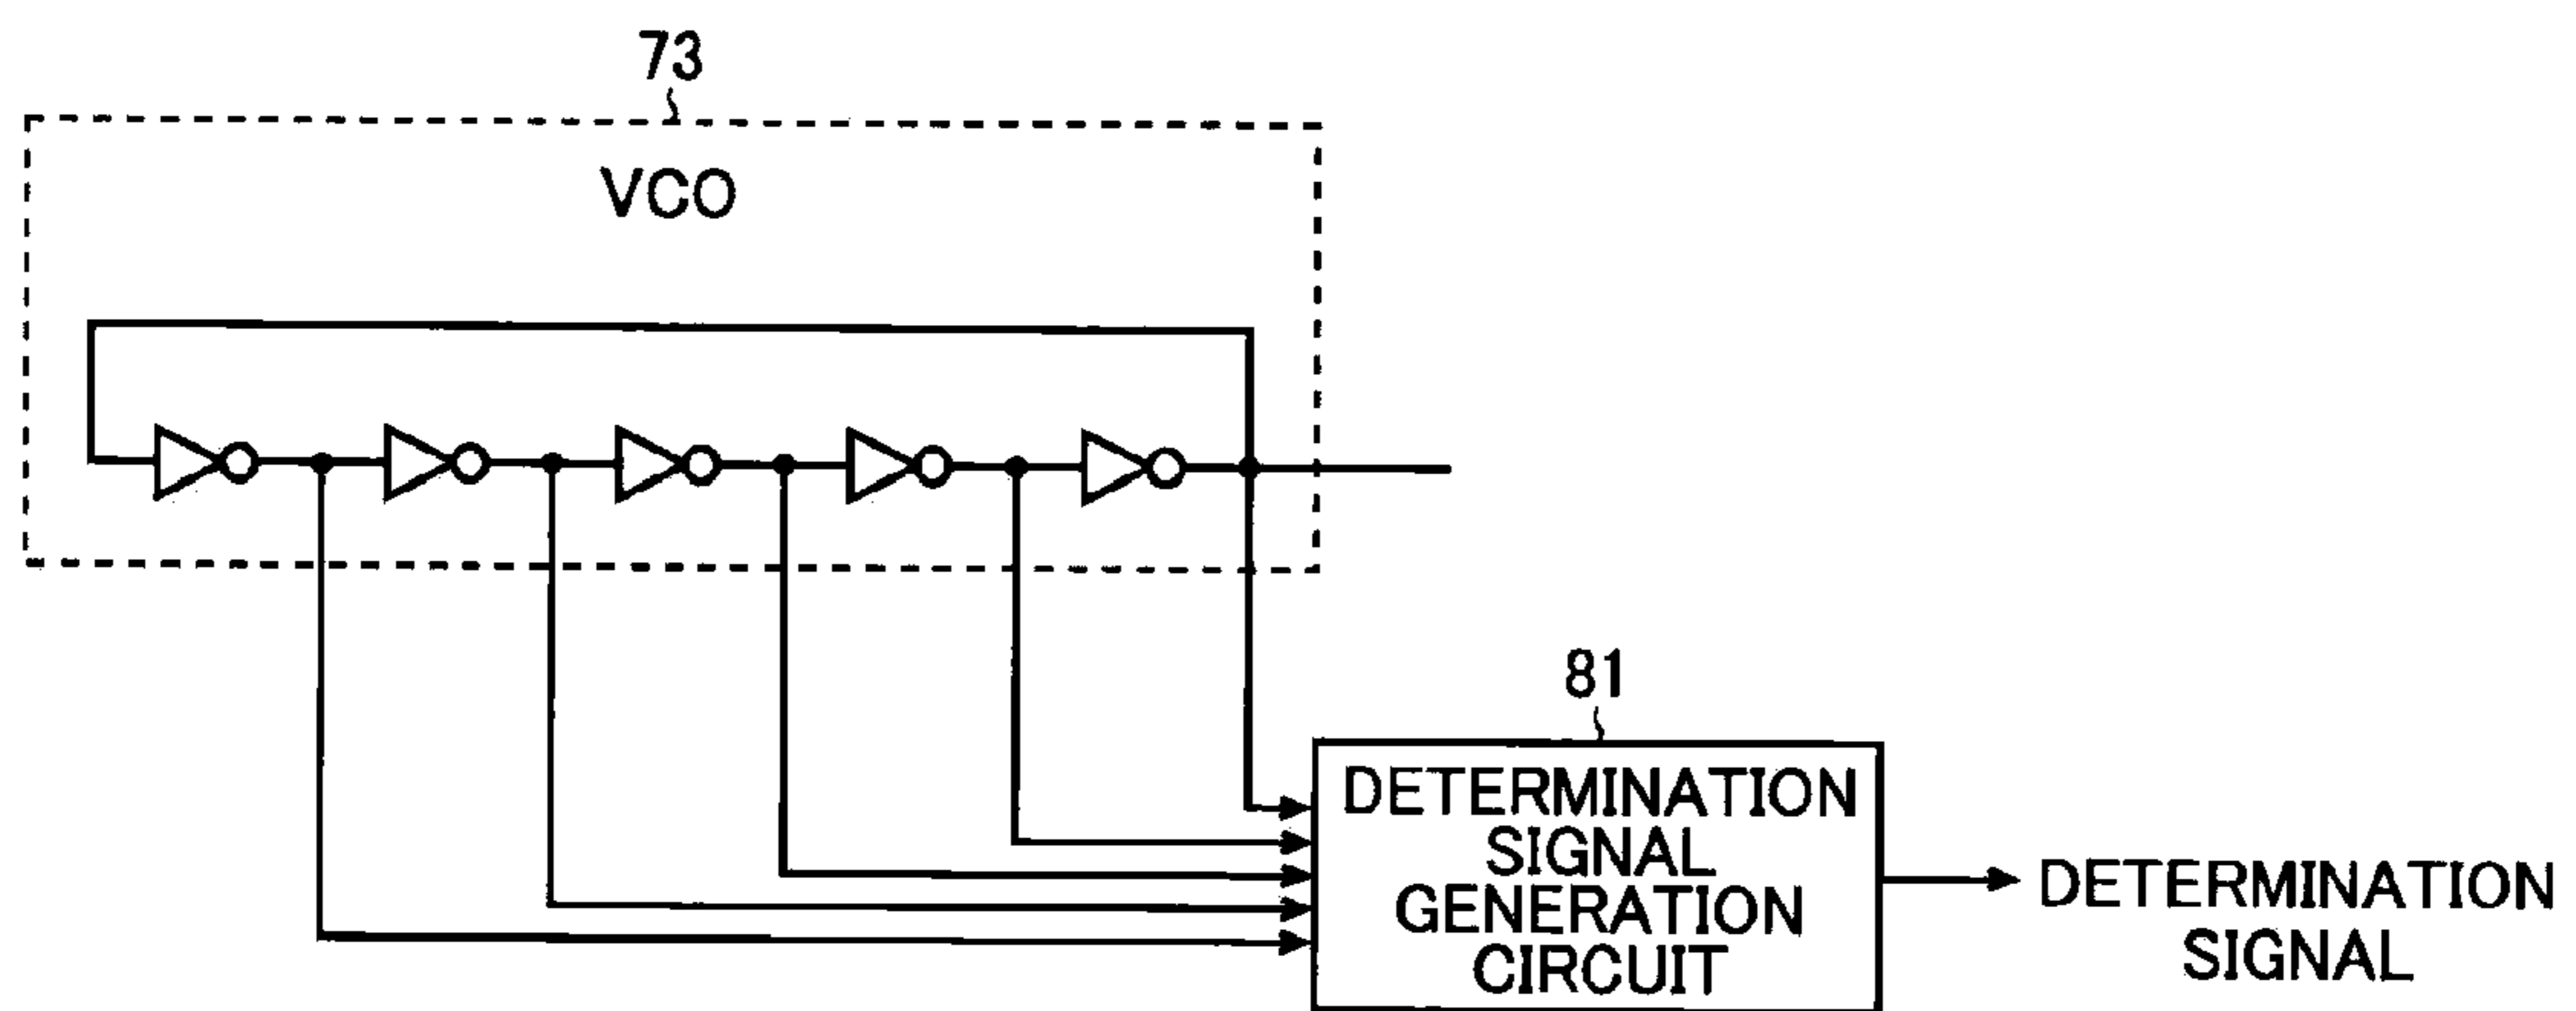 73
VCO
81
DETERMINATION
SIGNAL
GENERATION
CIRCUIT
DETERMINATION
SIGNAL